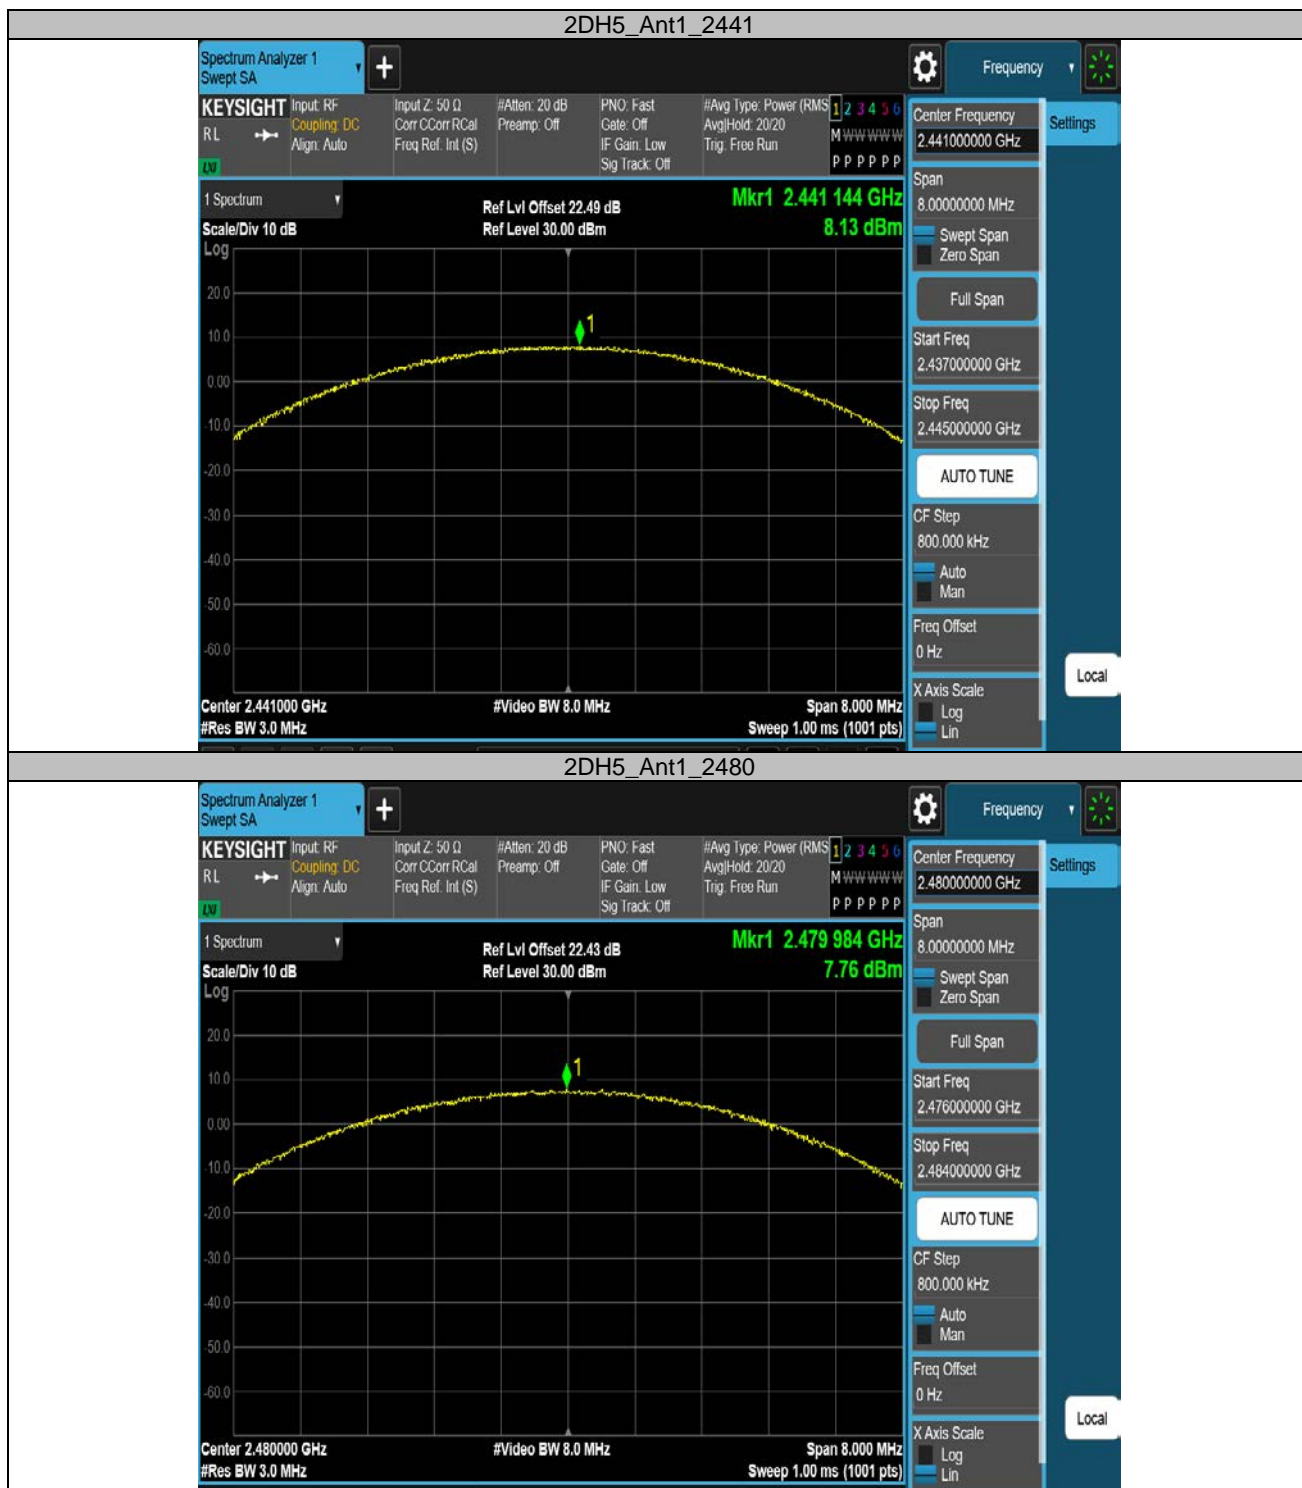 2DH5_Ant1_2441
Spectrum Analyzer 1
Swept SA
+
Frequency
KEYSIGHT
RL
LXI
Input: RF
Coupling: DC
Align: Auto
Input Z: 50 Ω
Corr CCorr RCal
Freq Ref: Int (S)
#Atten: 20 dB
Preamp: Off
PNO: Fast
Gate: Off
IF Gain: Low
Sig Track: Off
#Avg Type: Power (RMS
Avg|Hold: 20/20
Trig: Free Run
1 2 3 4 5 6
M W W W W W
P P P P P P
Center Frequency
2.441000000 GHz
Settings
Span
8.00000000 MHz
Swept Span
Zero Span
Full Span
Start Freq
2.437000000 GHz
Stop Freq
2.445000000 GHz
AUTO TUNE
CF Step
800.000 kHz
Auto
Man
Freq Offset
0 Hz
X Axis Scale
Log
Lin
Local
1 Spectrum
Scale/Div 10 dB
Ref Lvl Offset 22.49 dB
Ref Level 30.00 dBm
Mkr1 2.441 144 GHz
8.13 dBm
Log
20.0
10.0
0.00
-10.0
-20.0
-30.0
-40.0
-50.0
-60.0
1
Center 2.441000 GHz
#Res BW 3.0 MHz
#Video BW 8.0 MHz
Span 8.000 MHz
Sweep 1.00 ms (1001 pts)
2DH5_Ant1_2480
Spectrum Analyzer 1
Swept SA
+
Frequency
KEYSIGHT
RL
LXI
Input: RF
Coupling: DC
Align: Auto
Input Z: 50 Ω
Corr CCorr RCal
Freq Ref: Int (S)
#Atten: 20 dB
Preamp: Off
PNO: Fast
Gate: Off
IF Gain: Low
Sig Track: Off
#Avg Type: Power (RMS
Avg|Hold: 20/20
Trig: Free Run
1 2 3 4 5 6
M W W W W W
P P P P P P
Center Frequency
2.480000000 GHz
Settings
Span
8.00000000 MHz
Swept Span
Zero Span
Full Span
Start Freq
2.476000000 GHz
Stop Freq
2.484000000 GHz
AUTO TUNE
CF Step
800.000 kHz
Auto
Man
Freq Offset
0 Hz
X Axis Scale
Log
Lin
Local
1 Spectrum
Scale/Div 10 dB
Ref Lvl Offset 22.43 dB
Ref Level 30.00 dBm
Mkr1 2.479 984 GHz
7.76 dBm
Log
20.0
10.0
0.00
-10.0
-20.0
-30.0
-40.0
-50.0
-60.0
1
Center 2.480000 GHz
#Res BW 3.0 MHz
#Video BW 8.0 MHz
Span 8.000 MHz
Sweep 1.00 ms (1001 pts)